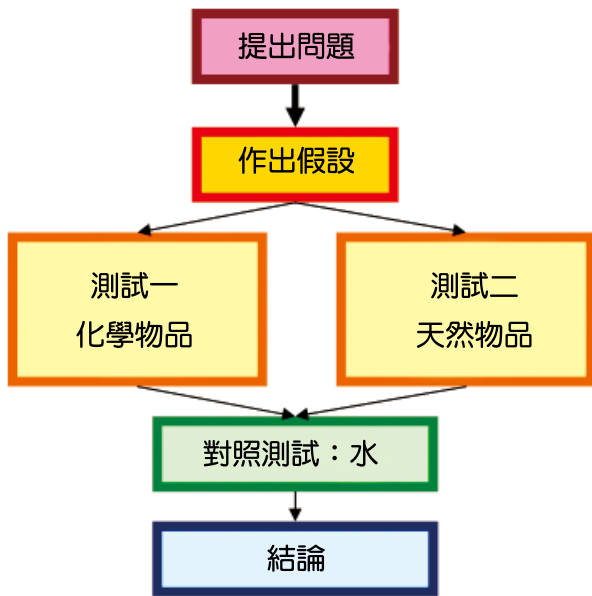 提出問題
作出假設
測試一
化學物品
測試二
天然物品
對照測試：水
結論